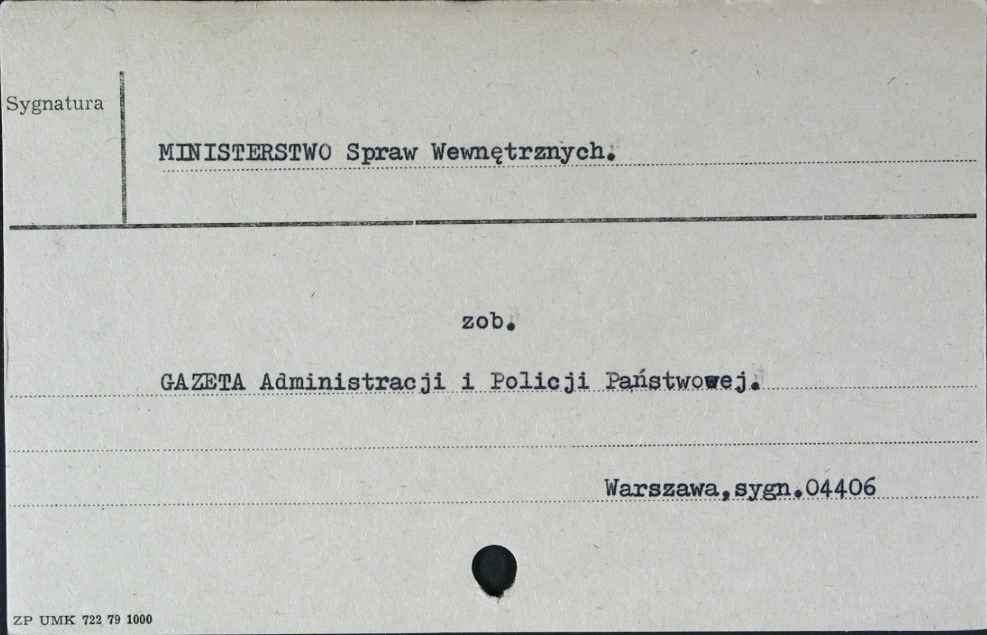 Sygnatura
MINISTERSTWO Spraw Wewnętrznych.
zob.
GAZETA Administracji i Policji Państwowej.
Warszawa,sygn.04406
ZP UMK 722 79 1000